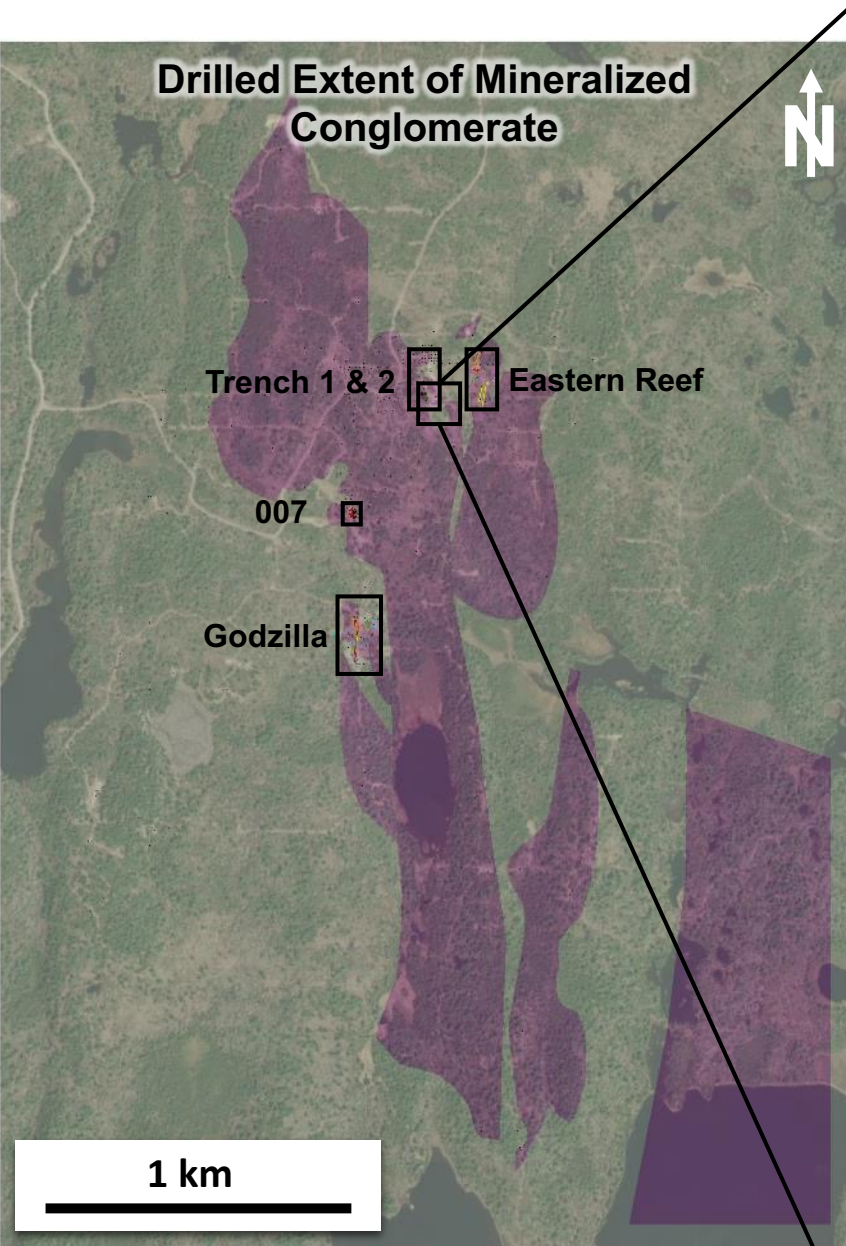 Drilled Extent of Mineralized
Conglomerate
N
Trench 1 & 2
Eastern Reef
007
Godzilla
1 km